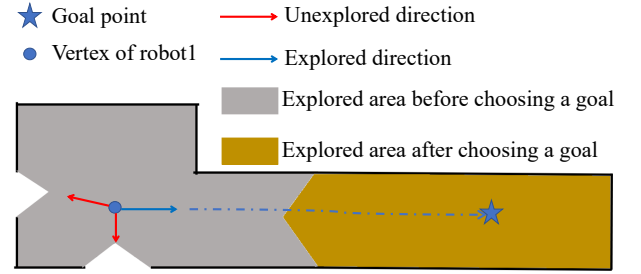 Goal point
Unexplored direction
Vertex of robot1
Explored direction
Explored area before choosing a goal
Explored area after choosing a goal